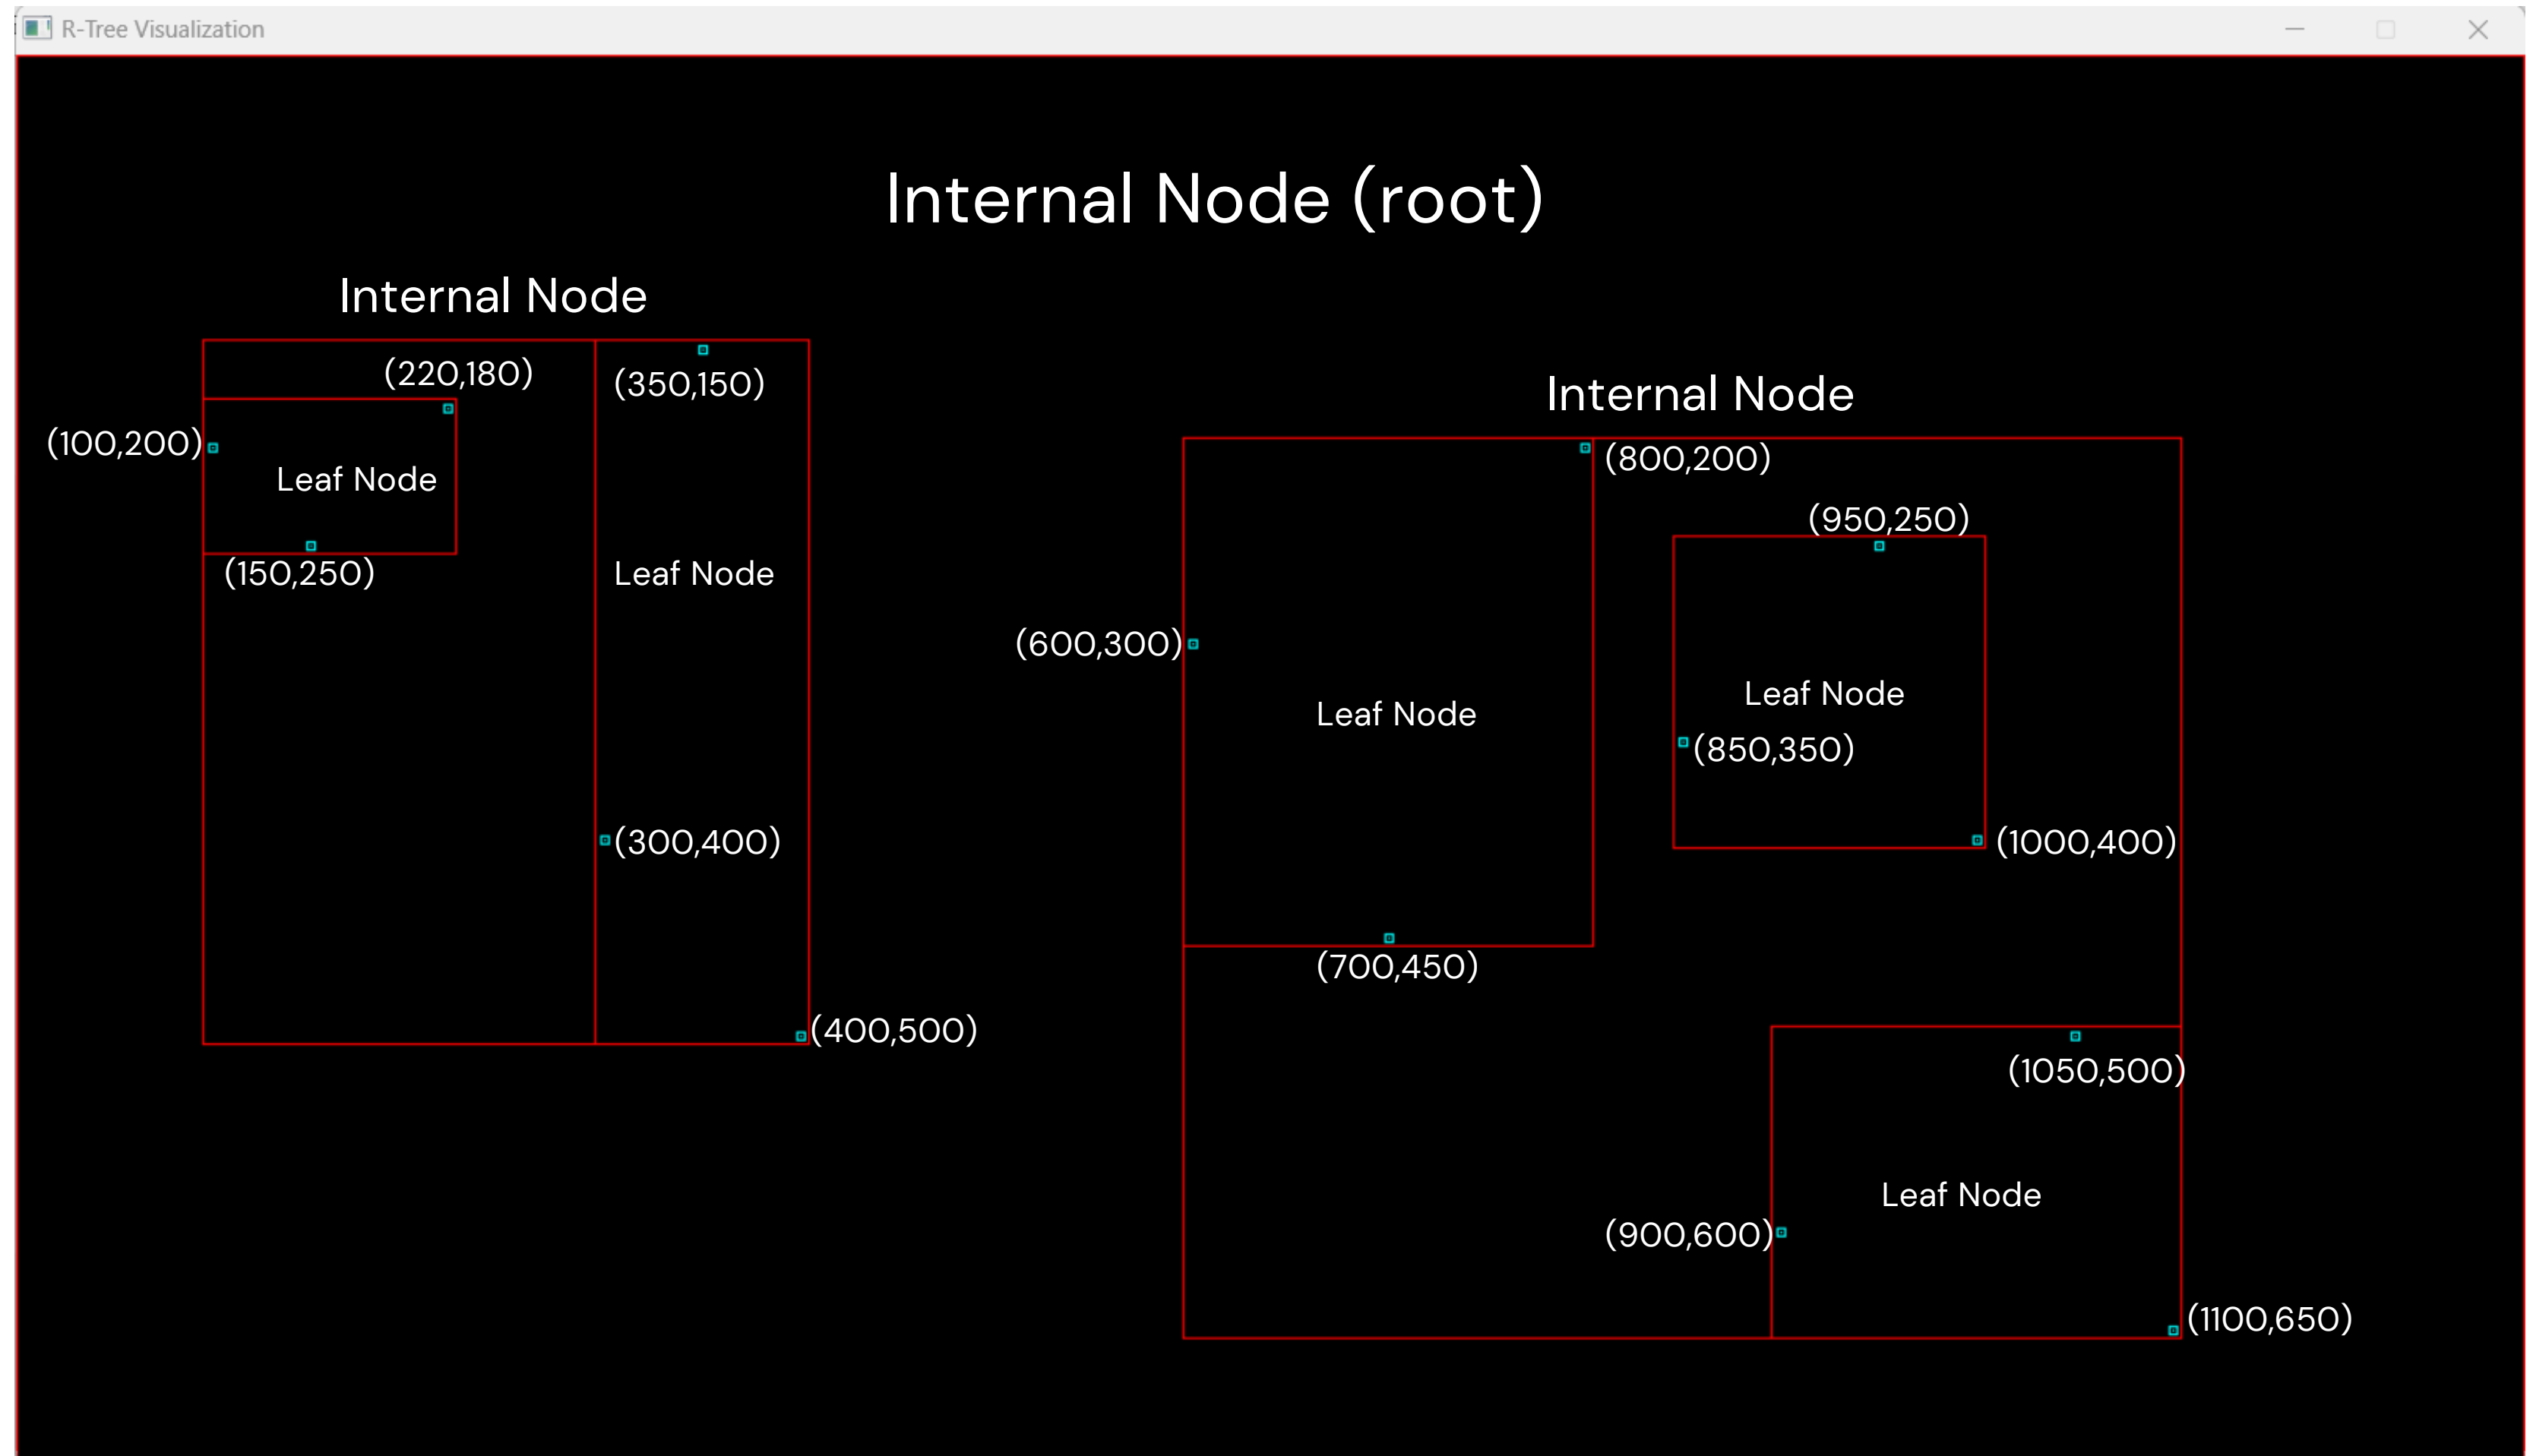 R-Tree Visualization
Internal Node (root)
Internal Node
(220,180)
(350,150)
(100,200)
Leaf Node
(150,250)
Leaf Node
(300,400)
(400,500)
Internal Node
(800,200)
(950,250)
(600,300)
Leaf Node
Leaf Node
(850,350)
(1000,400)
(700,450)
(1050,500)
Leaf Node
(900,600)
(1100,650)